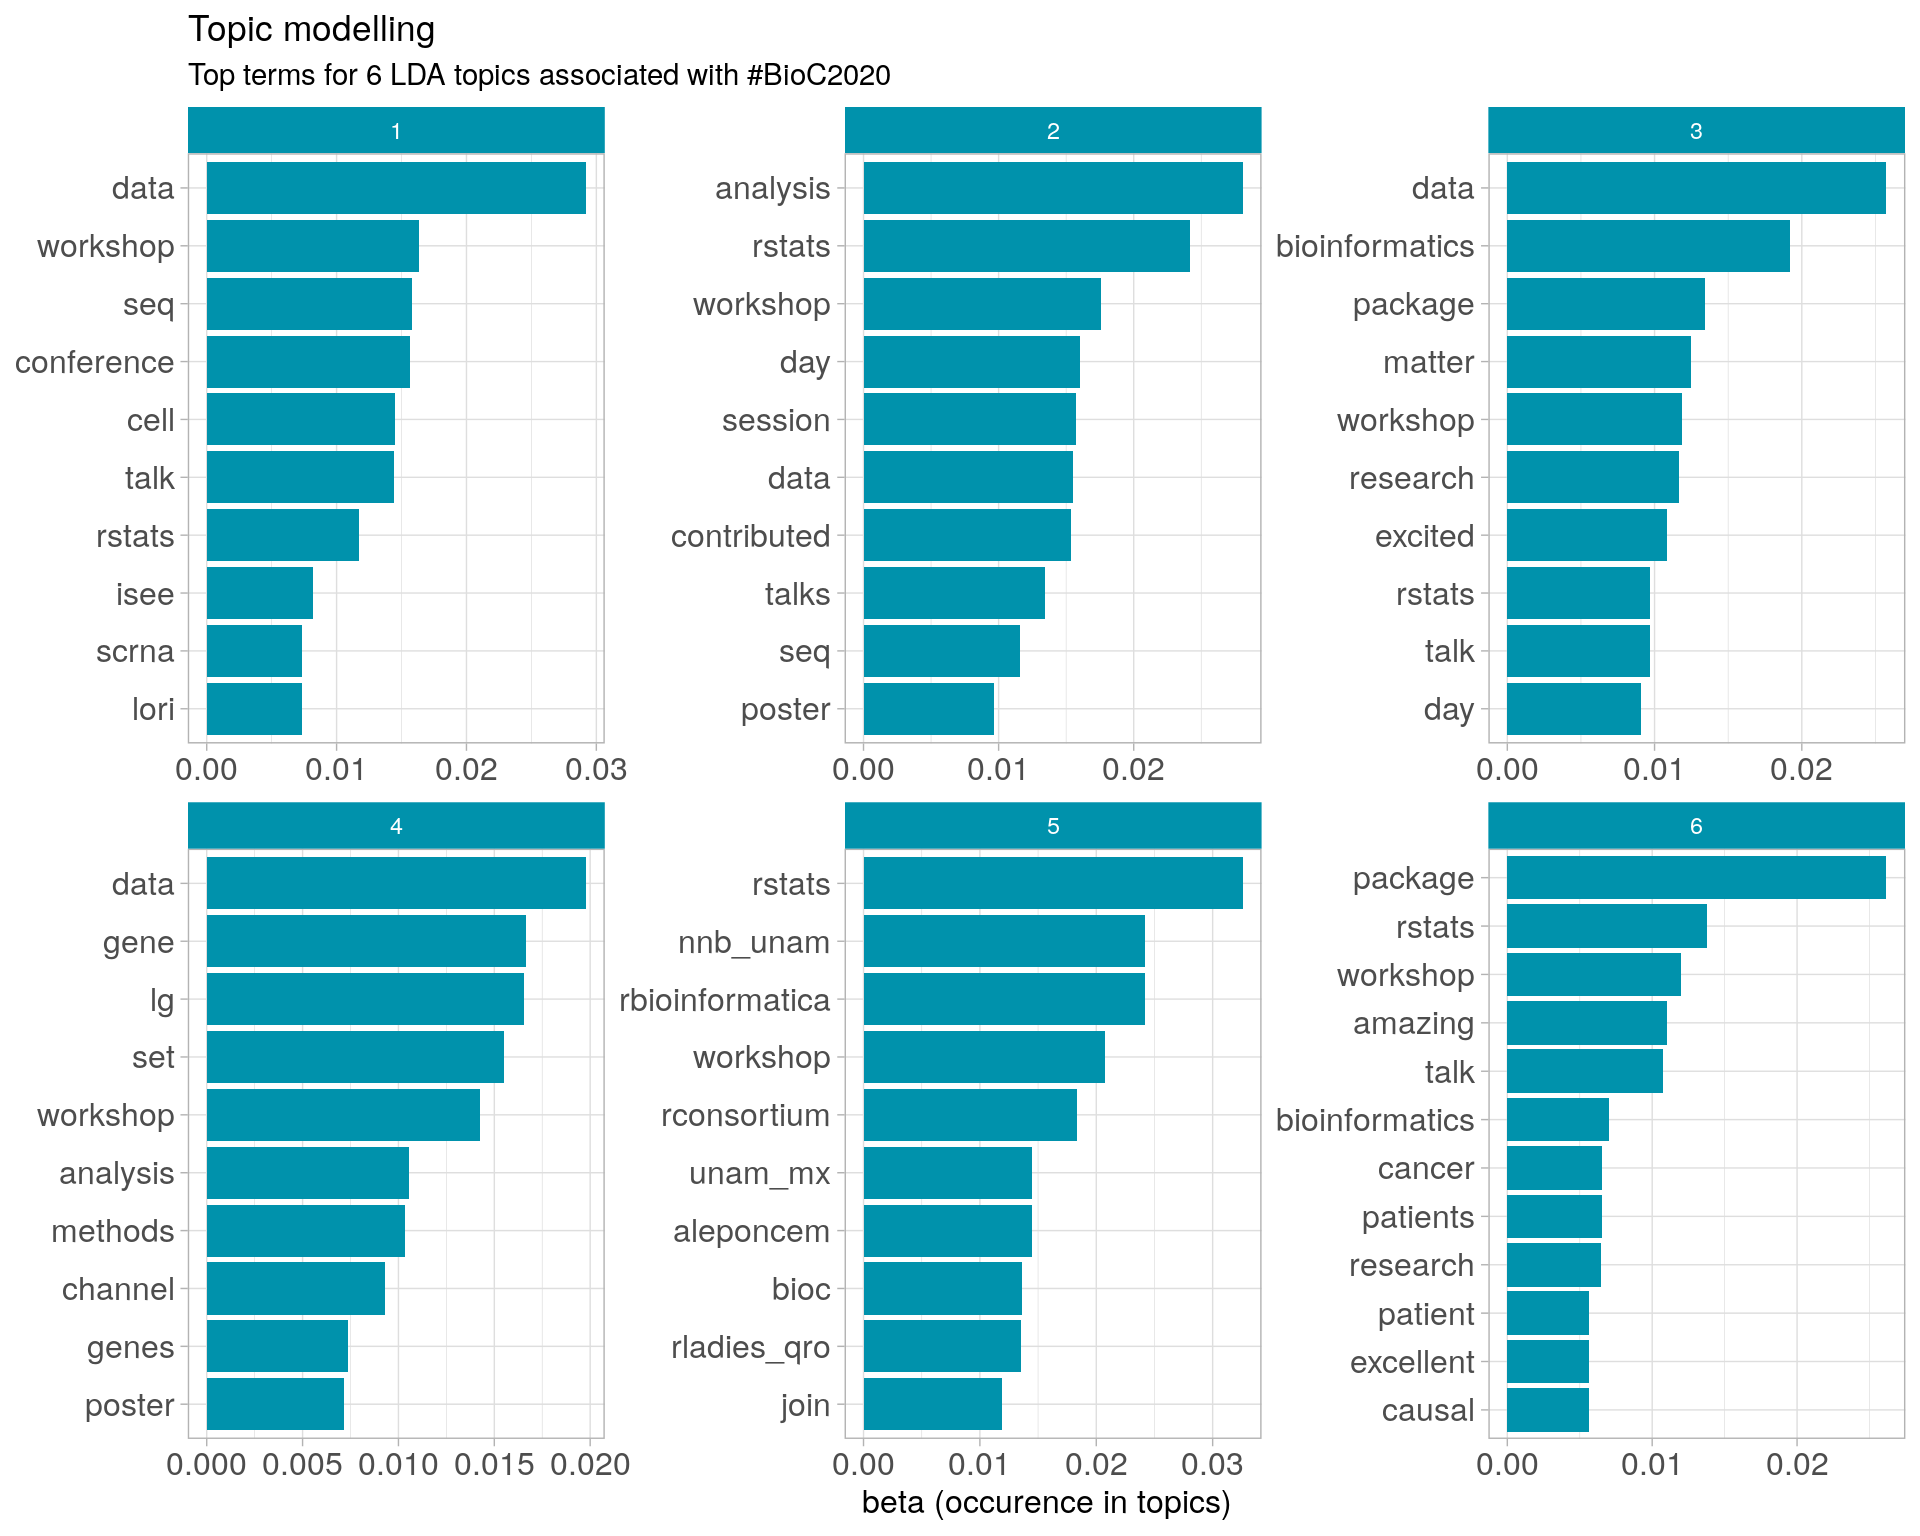 Topic modelling
Top terms for 6 LDA topics associated with #BioC2020
1
data
workshop
seq
conference
cell
talk
rstats
isee
scrna
lori
0.00 0.01 0.02 0.03
2
analysis
rstats
workshop
day
session
data
contributed
talks
seq
poster
0.00 0.01 0.02
3
data
bioinformatics
package
matter
workshop
research
excited
rstats
talk
day
0.00 0.01 0.02
4
data
gene
lg
set
workshop
analysis
methods
channel
genes
poster
0.000 0.005 0.010 0.015 0.020
5
rstats
nnb_unam
rbioinformatica
workshop
rconsortium
unam_mx
aleponcem
bioc
rladies_qro
join
0.00 0.01 0.02 0.03
6
package
rstats
workshop
amazing
talk
bioinformatics
cancer
patients
research
patient
excellent
causal
0.00 0.01 0.02
beta (occurence in topics)